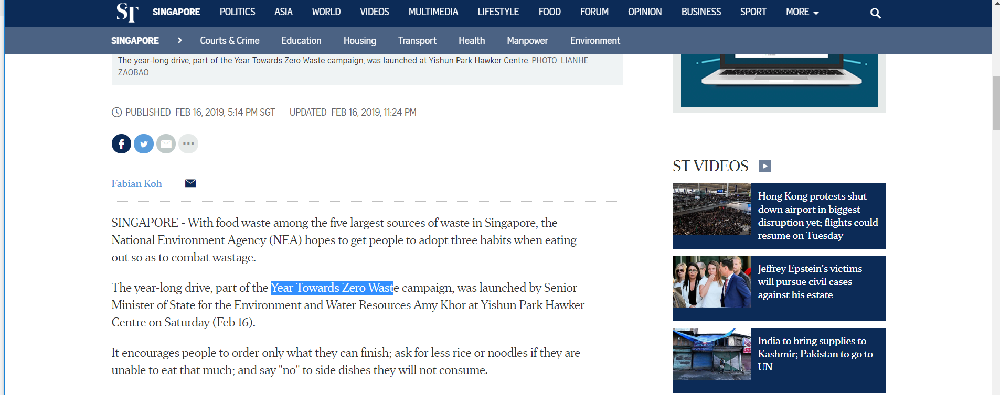 ST SINGAPORE POLITICS ASIA WORLD VIDEOS MULTIMEDIA LIFESTYLE FOOD FORUM OPINION BUSINESS SPORT MORE
SINGAPORE > Courts & Crime Education Housing Transport Health Manpower Environment
The year-long drive, part of the Year Towards Zero Waste campaign, was launched at Yishun Park Hawker Centre. PHOTO: LIANHE
ZAOBAO
PUBLISHED FEB 16, 2019, 5:14 PM SGT | UPDATED FEB 16, 2019, 11:24 PM
Fabian Koh
SINGAPORE - With food waste among the five largest sources of waste in Singapore, the
National Environment Agency (NEA) hopes to get people to adopt three habits when eating
out so as to combat wastage.
The year-long drive, part of the Year Towards Zero Waste campaign, was launched by Senior
Minister of State for the Environment and Water Resources Amy Khor at Yishun Park Hawker
Centre on Saturday (Feb 16).
It encourages people to order only what they can finish; ask for less rice or noodles if they are
unable to eat that much; and say "no" to side dishes they will not consume.
ST VIDEOS
Hong Kong protests shut
down airport in biggest
disruption yet; flights could
resume on Tuesday
Jeffrey Epstein's victims
will pursue civil cases
against his estate
India to bring supplies to
Kashmir; Pakistan to go to
UN